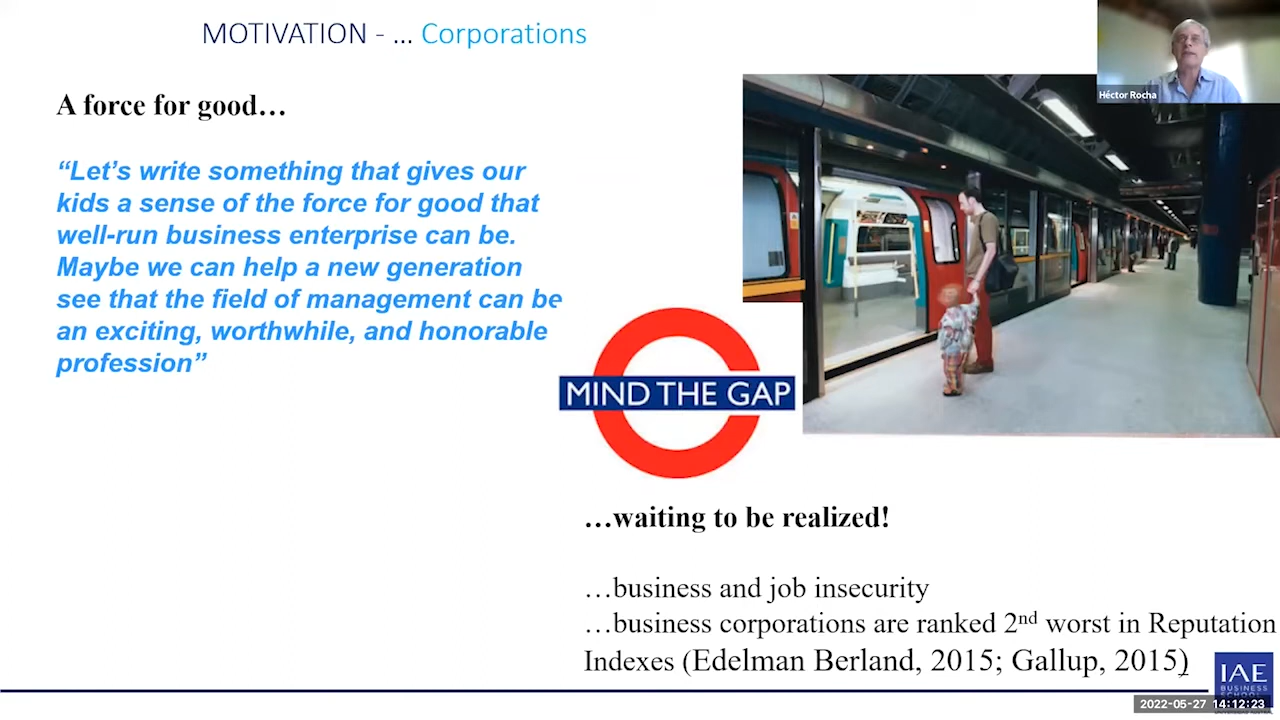 MOTIVATION - … Corporations
Héctor Rocha
A force for good…
“Let’s write something that gives our
kids a sense of the force for good that
well-run business enterprise can be.
Maybe we can help a new generation
see that the field of management can be
an exciting, worthwhile, and honorable
profession”
MIND THE GAP
…waiting to be realized!
…business and job insecurity
…business corporations are ranked 2nd worst in Reputation
Indexes (Edelman Berland, 2015; Gallup, 2015)
IAE
BUSINESS
SCHOOL
2022-05-27 14:12:23